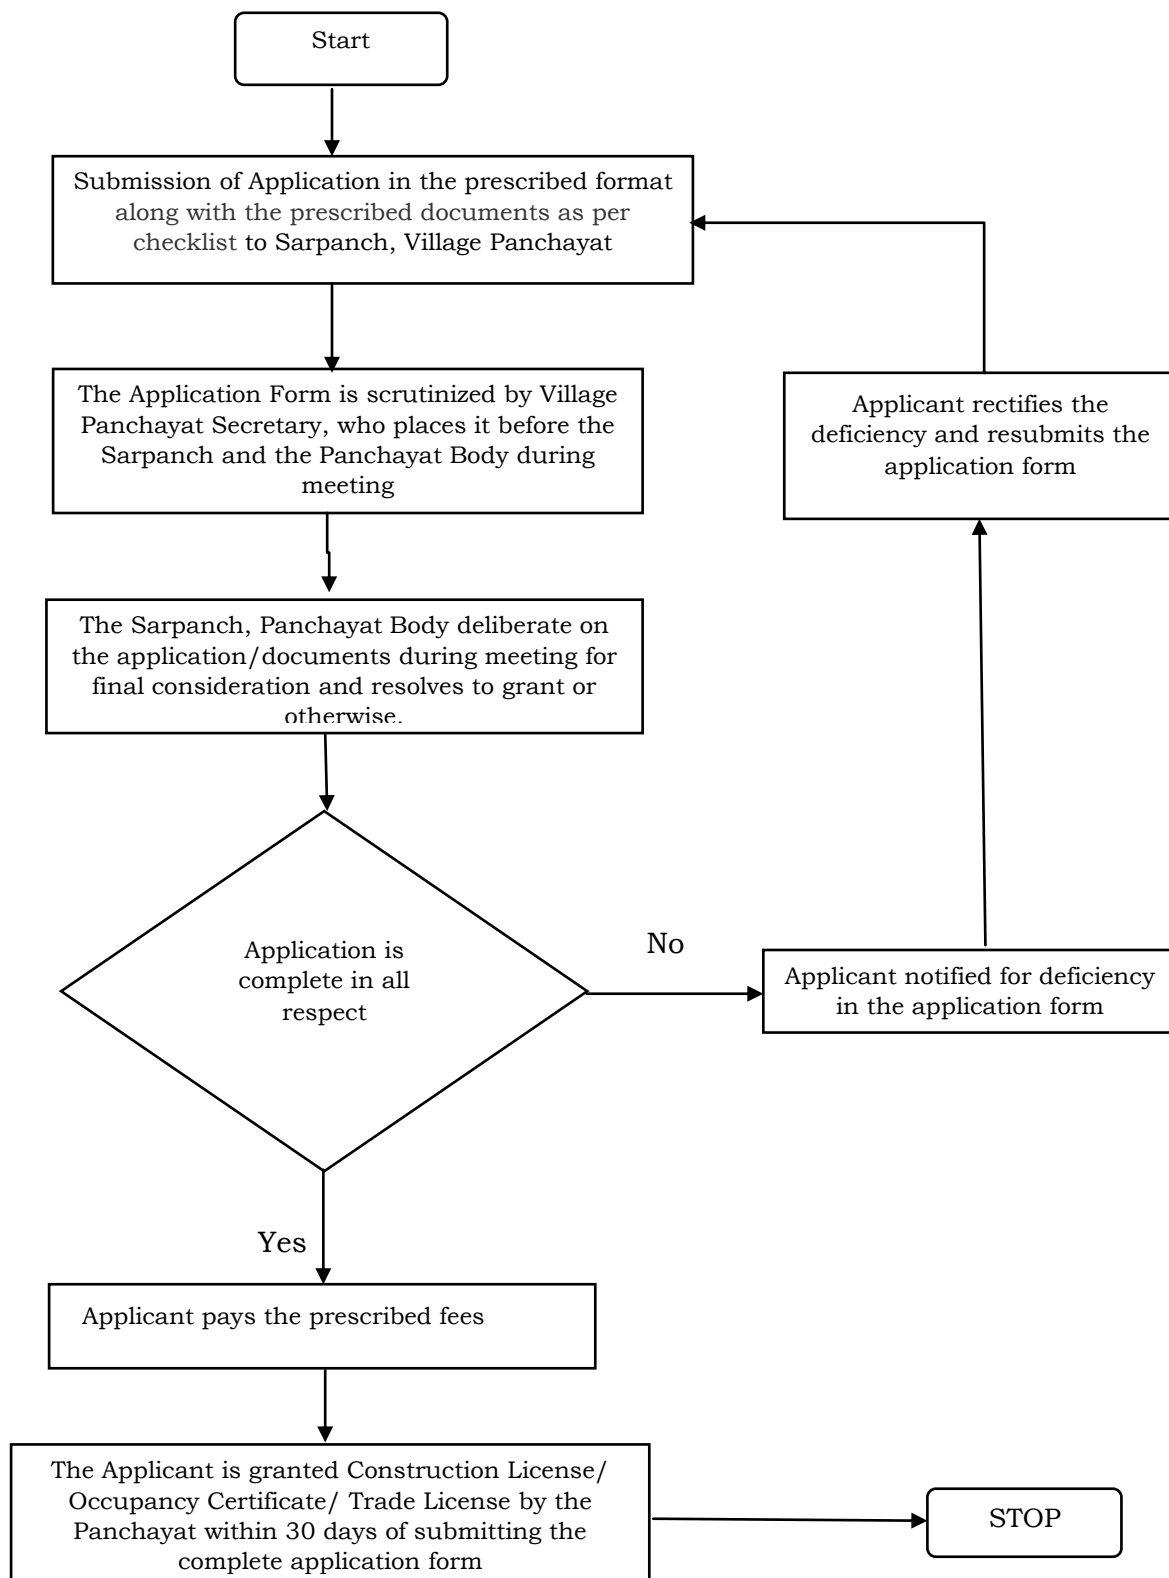 Start
Submission of Application in the prescribed format
along with the prescribed documents as per
checklist to Sarpanch, Village Panchayat
The Application Form is scrutinized by Village
Panchayat Secretary, who places it before the
Sarpanch and the Panchayat Body during
meeting
Applicant rectifies the
deficiency and resubmits the
application form
The Sarpanch, Panchayat Body deliberate on
the application/documents during meeting for
final consideration and resolves to grant or
otherwise.
Application is
complete in all
respect
No
Applicant notified for deficiency
in the application form
Yes
Applicant pays the prescribed fees
The Applicant is granted Construction License/
Occupancy Certificate/ Trade License by the
Panchayat within 30 days of submitting the
complete application form
STOP